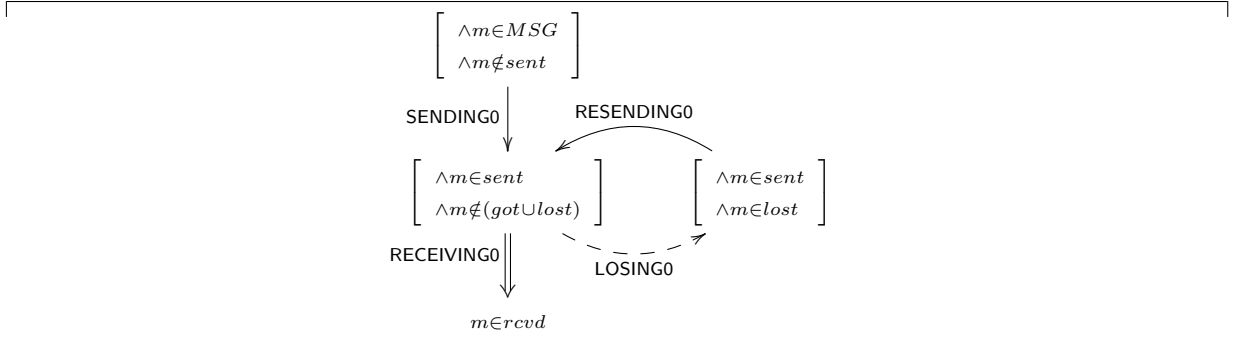 ∧m∈MSG
∧m∉sent
SENDING0
RESENDING0
∧m∈sent
∧m∉(got∪lost)
∧m∈sent
∧m∈lost
RECEIVING0
LOSING0
m∈rcvd